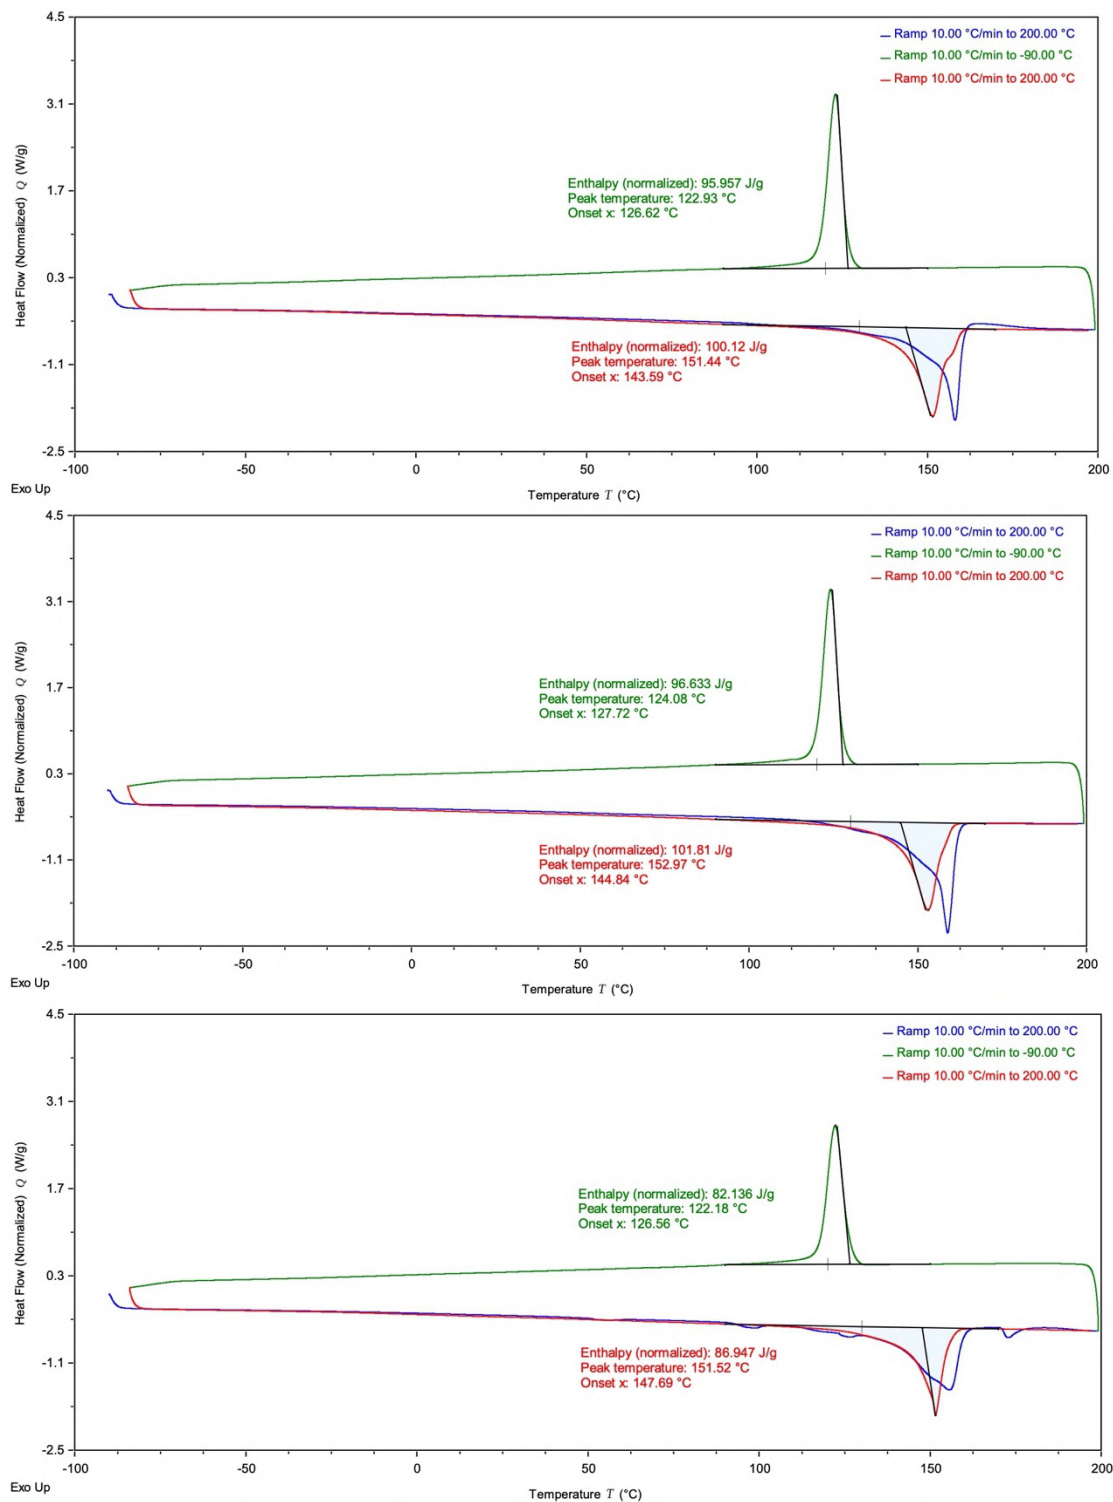 4.5
— Ramp 10.00 °C/min to 200.00 °C
— Ramp 10.00 °C/min to -90.00 °C
— Ramp 10.00 °C/min to 200.00 °C
3.1
Enthalpy (normalized): 95.957 J/g
Peak temperature: 122.93 °C
Onset x: 126.62 °C
1.7
Heat Flow (Normalized) Q (W/g)
0.3
Enthalpy (normalized): 100.12 J/g
Peak temperature: 151.44 °C
Onset x: 143.59 °C
-1.1
-2.5
-100 -50 0 50 100 150 200
Exo Up
Temperature T (°C)
4.5
— Ramp 10.00 °C/min to 200.00 °C
— Ramp 10.00 °C/min to -90.00 °C
— Ramp 10.00 °C/min to 200.00 °C
3.1
Enthalpy (normalized): 96.633 J/g
Peak temperature: 124.08 °C
Onset x: 127.72 °C
1.7
Heat Flow (Normalized) Q (W/g)
0.3
Enthalpy (normalized): 101.81 J/g
Peak temperature: 152.97 °C
Onset x: 144.84 °C
-1.1
-2.5
-100 -50 0 50 100 150 200
Exo Up
Temperature T (°C)
4.5
— Ramp 10.00 °C/min to 200.00 °C
— Ramp 10.00 °C/min to -90.00 °C
— Ramp 10.00 °C/min to 200.00 °C
3.1
1.7
Enthalpy (normalized): 82.136 J/g
Peak temperature: 122.18 °C
Onset x: 126.56 °C
Heat Flow (Normalized) Q (W/g)
0.3
Enthalpy (normalized): 86.947 J/g
Peak temperature: 151.52 °C
Onset x: 147.69 °C
-1.1
-2.5
-100 -50 0 50 100 150 200
Exo Up
Temperature T (°C)